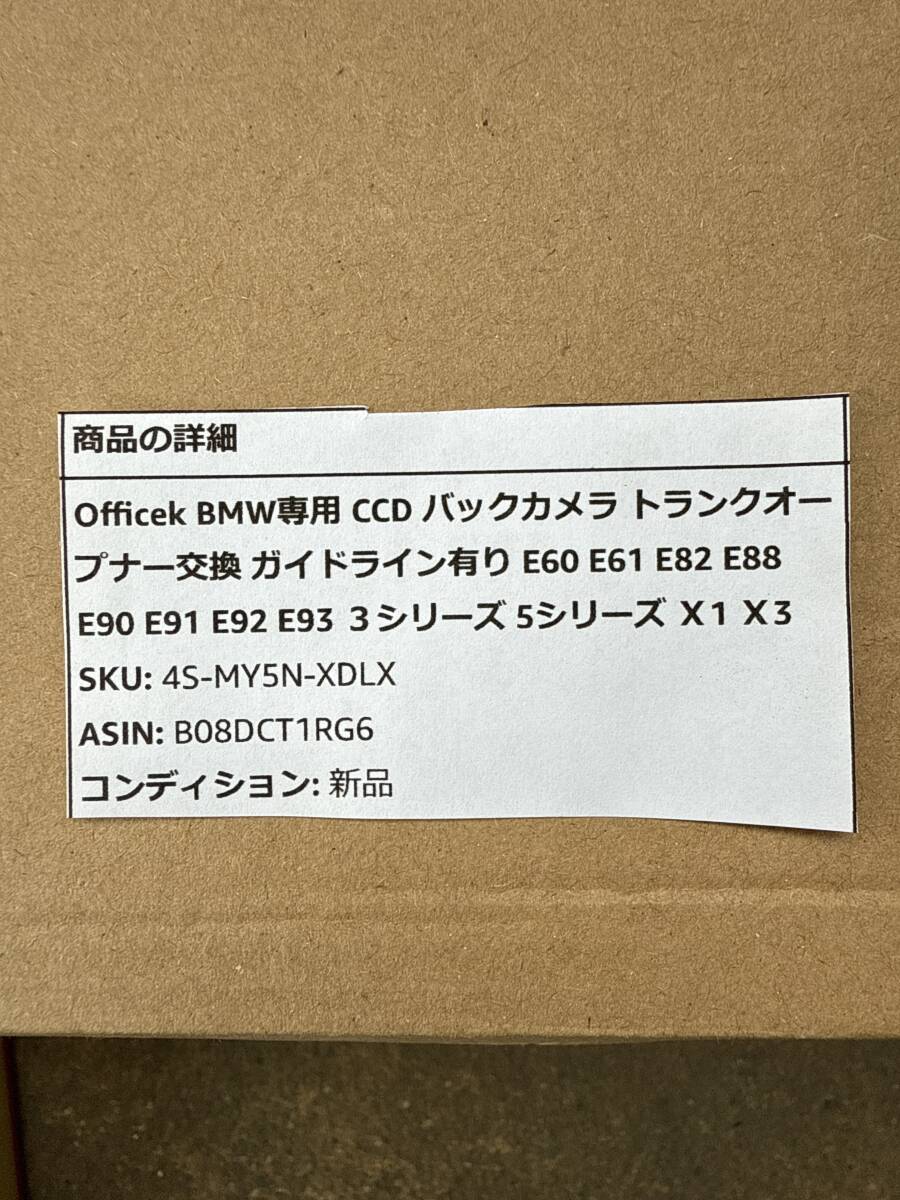 商品の詳細
Officek BMW専用 CCD バックカメラ トランクオー
プナー交換 ガイドライン有り E60 E61 E82 E88
E90 E91 E92 E93 ３シリーズ 5シリーズ Ｘ1 Ｘ３
SKU: 4S-MY5N-XDLX
ASIN: B08DCT1RG6
コンディション: 新品